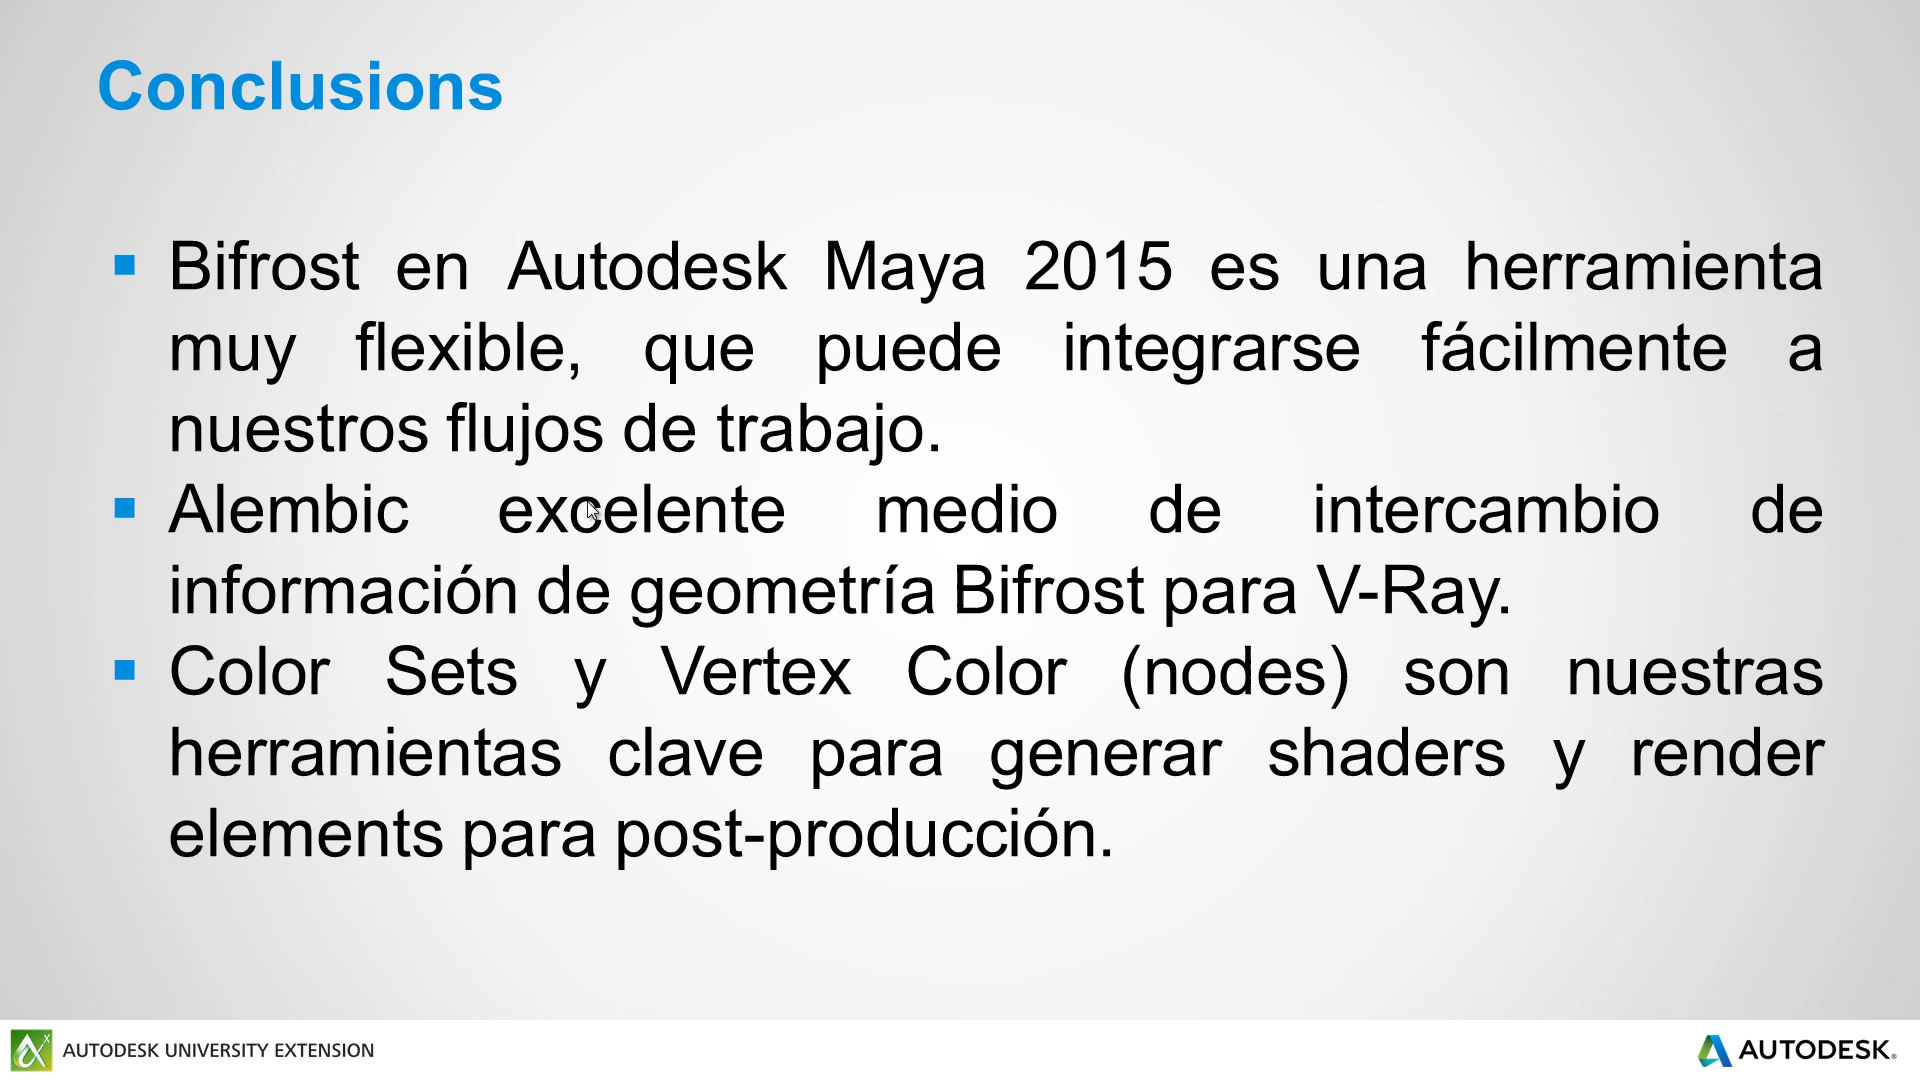 Conclusions
Bifrost en Autodesk Maya 2015 es una herramienta
muy flexible, que puede integrarse fácilmente a
nuestros flujos de trabajo.
Alembic excelente medio de intercambio de
información de geometría Bifrost para V-Ray.
Color Sets y Vertex Color (nodes) son nuestras
herramientas clave para generar shaders y render
elements para post-producción.
AUTODESK UNIVERSITY EXTENSION
AUTODESK®